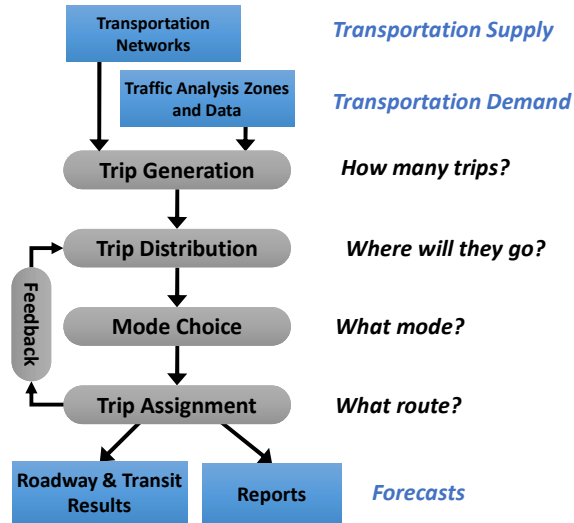 Transportation
Networks
Transportation Supply
Traffic Analysis Zones
and Data
Transportation Demand
Trip Generation
How many trips?
Trip Distribution
Where will they go?
Feedback
Mode Choice
What mode?
Trip Assignment
What route?
Roadway & Transit
Results
Reports
Forecasts